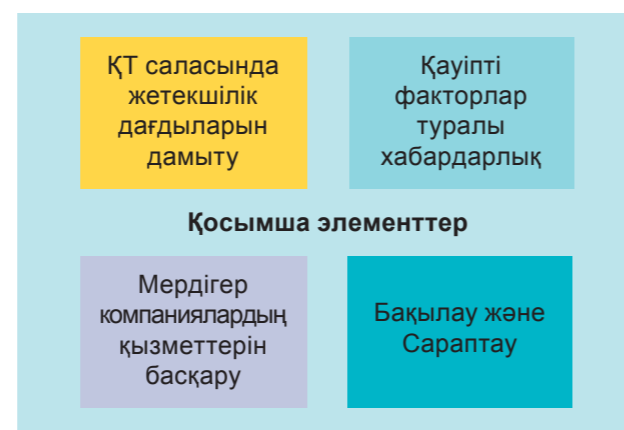 ҚТ саласында
жетекшілік
дағдыларын
дамыту
Қауіпті
факторлар
туралы
хабардарлық
Қосымша элементтер
Мердігер
компаниялардың
қызметтерін
басқару
Бақылау және
Сараптау